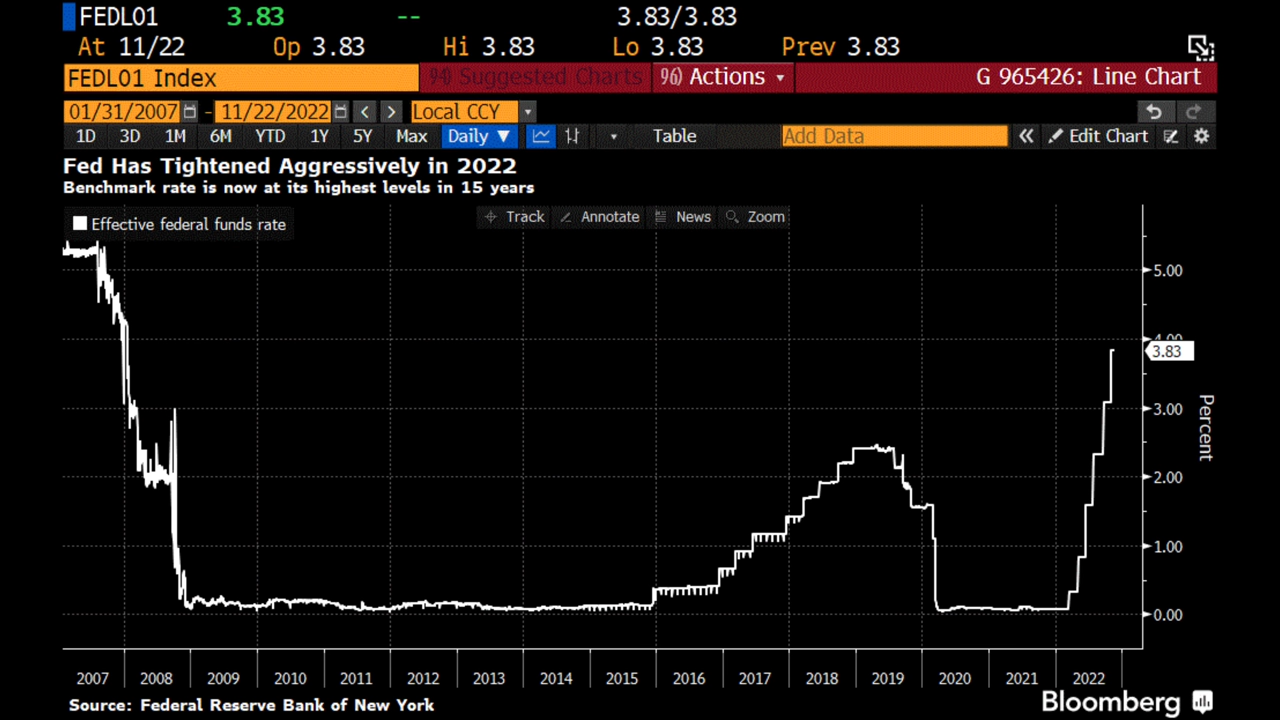 FEDL01 3.83 -- 3.83/3.83
At 11/22 Op 3.83 Hi 3.83 Lo 3.83 Prev 3.83
FEDL01 Index 94) Suggested Charts 96) Actions G 965426: Line Chart
01/31/2007 - 11/22/2022 Local CCY
1D 3D 1M 6M YTD 1Y 5Y Max Daily Table Add Data Edit Chart
Fed Has Tightened Aggressively in 2022
Benchmark rate is now at its highest levels in 15 years
Track Annotate News Zoom
Effective federal funds rate
5.00
4.00
3.83
3.00
2.00
1.00
0.00
Percent
2007 2008 2009 2010 2011 2012 2013 2014 2015 2016 2017 2018 2019 2020 2021 2022
Source: Federal Reserve Bank of New York
Bloomberg